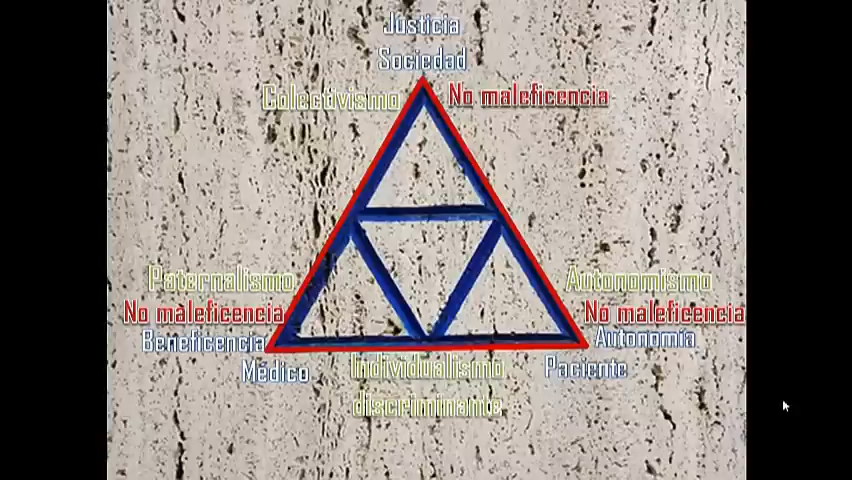 Justicia
Sociedad
Colectivismo No maleficencia
Paternalismo Autonomismo
No maleficencia No maleficencia
Beneficencia Autonomía
Médico Individualismo Paciente
discriminante